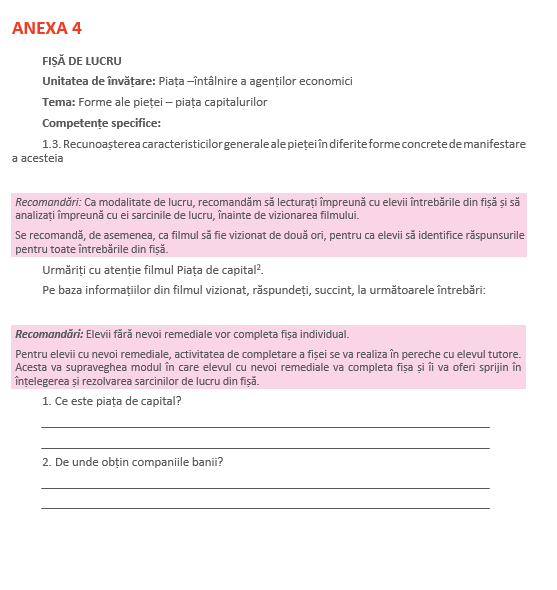 ANEXA 4
FIȘĂ DE LUCRU
Unitatea de învățare: Piața –întâlnire a agenților economici
Tema: Forme ale pieței – piața capitalurilor
Competențe specifice:
1.3. Recunoașterea caracteristicilor generale ale pieței în diferite forme concrete de manifestare
a acesteia
Recomandări: Ca modalitate de lucru, recomandăm să lecturați împreună cu elevii întrebările din fișă și să
analizați împreună cu ei sarcinile de lucru, înainte de vizionarea filmului.
Se recomandă, de asemenea, ca filmul să fie vizionat de două ori, pentru ca elevii să identifice răspunsurile
pentru toate întrebările din fișă.
Urmăriți cu atenție filmul Piața de capital².
Pe baza informațiilor din filmul vizionat, răspundeți, succint, la următoarele întrebări:
Recomandări: Elevii fără nevoi remediale vor completa fișa individual.
Pentru elevii cu nevoi remediale, activitatea de completare a fișei se va realiza în pereche cu elevul tutore.
Acesta va supraveghea modul în care elevul cu nevoi remediale va completa fișa și îi va oferi sprijin în
înțelegerea și rezolvarea sarcinilor de lucru din fișă.
1. Ce este piața de capital?
2. De unde obțin companiile banii?